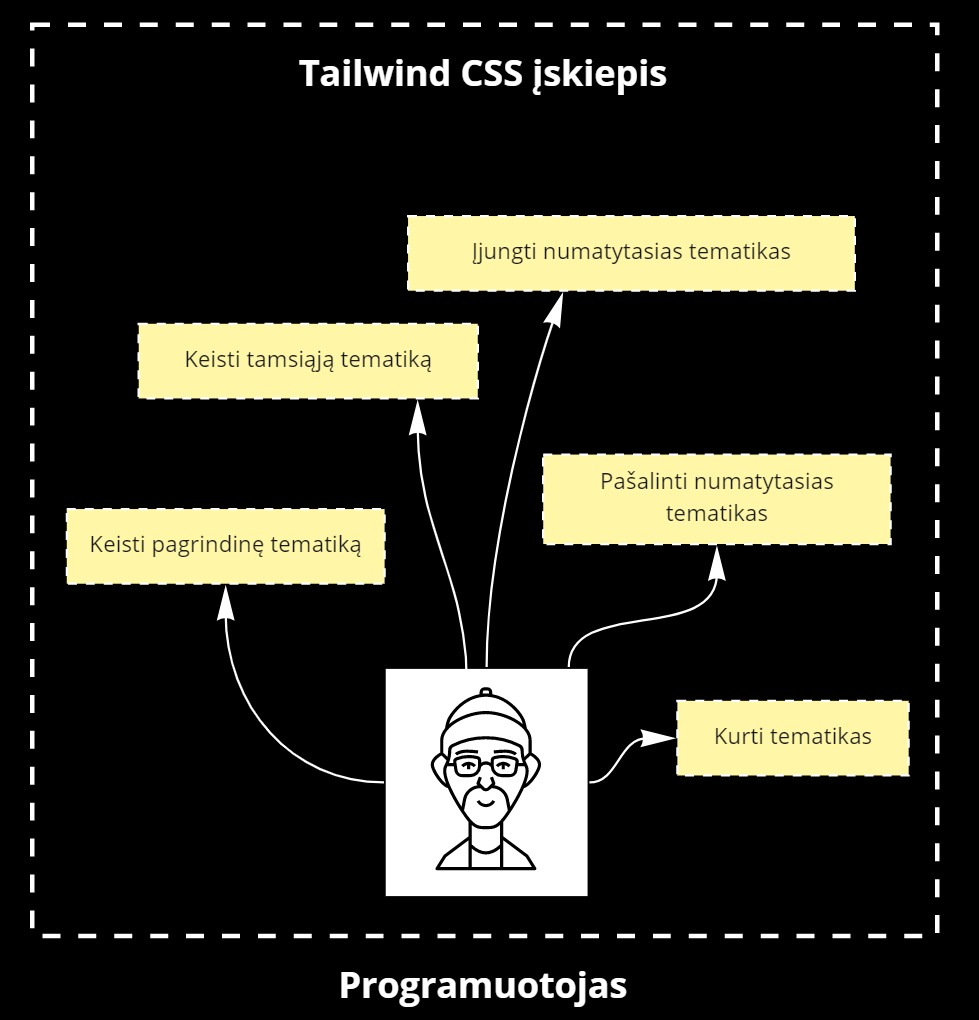 Tailwind CSS įskiepis
Įjungti numatytasias tematikas
Keisti tamsiąją tematiką
Pašalinti numatytasias
tematikas
Keisti pagrindinę tematiką
Kurti tematikas
Programuotojas